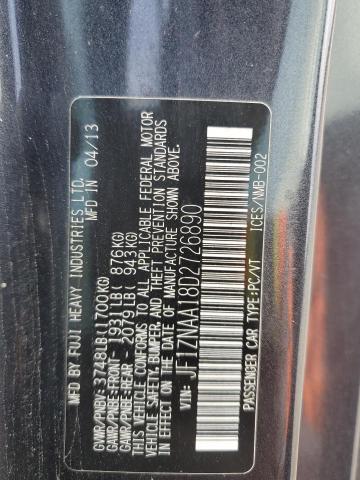 MFD BY FUJI HEAVY INDUSTRIES LTD. IN 04/13
GVWR/PNBV-3748LB(1700KG)
GAWR/PNBE-FRONT- 1931LB( 876KG)
GAWR/PNBE-REAR- 2079LB( 943KG)
THIS VEHICLE CONFORMS TO ALL APPLICABLE FEDERAL MOTOR
VEHICLE SAFETY, BUMPER, AND THEFT PREVENTION STANDARDS
IN EFFECT ON THE DATE OF MANUFACTURE SHOWN ABOVE.
VIN: JF1ZNAA18D2726890
PASSENGER CAR TYPE:PC/VT ICES/NMB-002